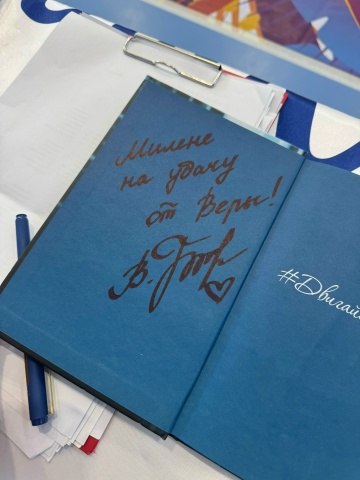 Милене
на удачу
от Веры!
#Двигай